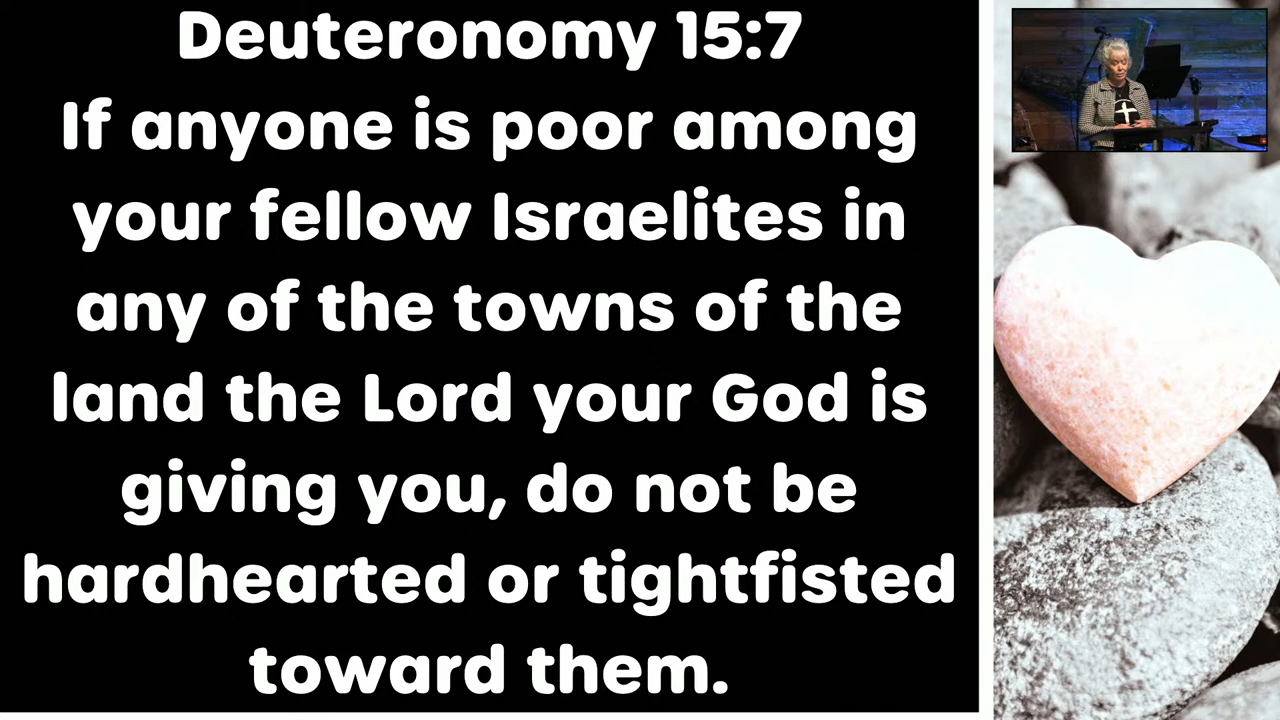 Deuteronomy 15:7
If anyone is poor among
your fellow Israelites in
any of the towns of the
land the Lord your God is
giving you, do not be
hardhearted or tightfisted
toward them.